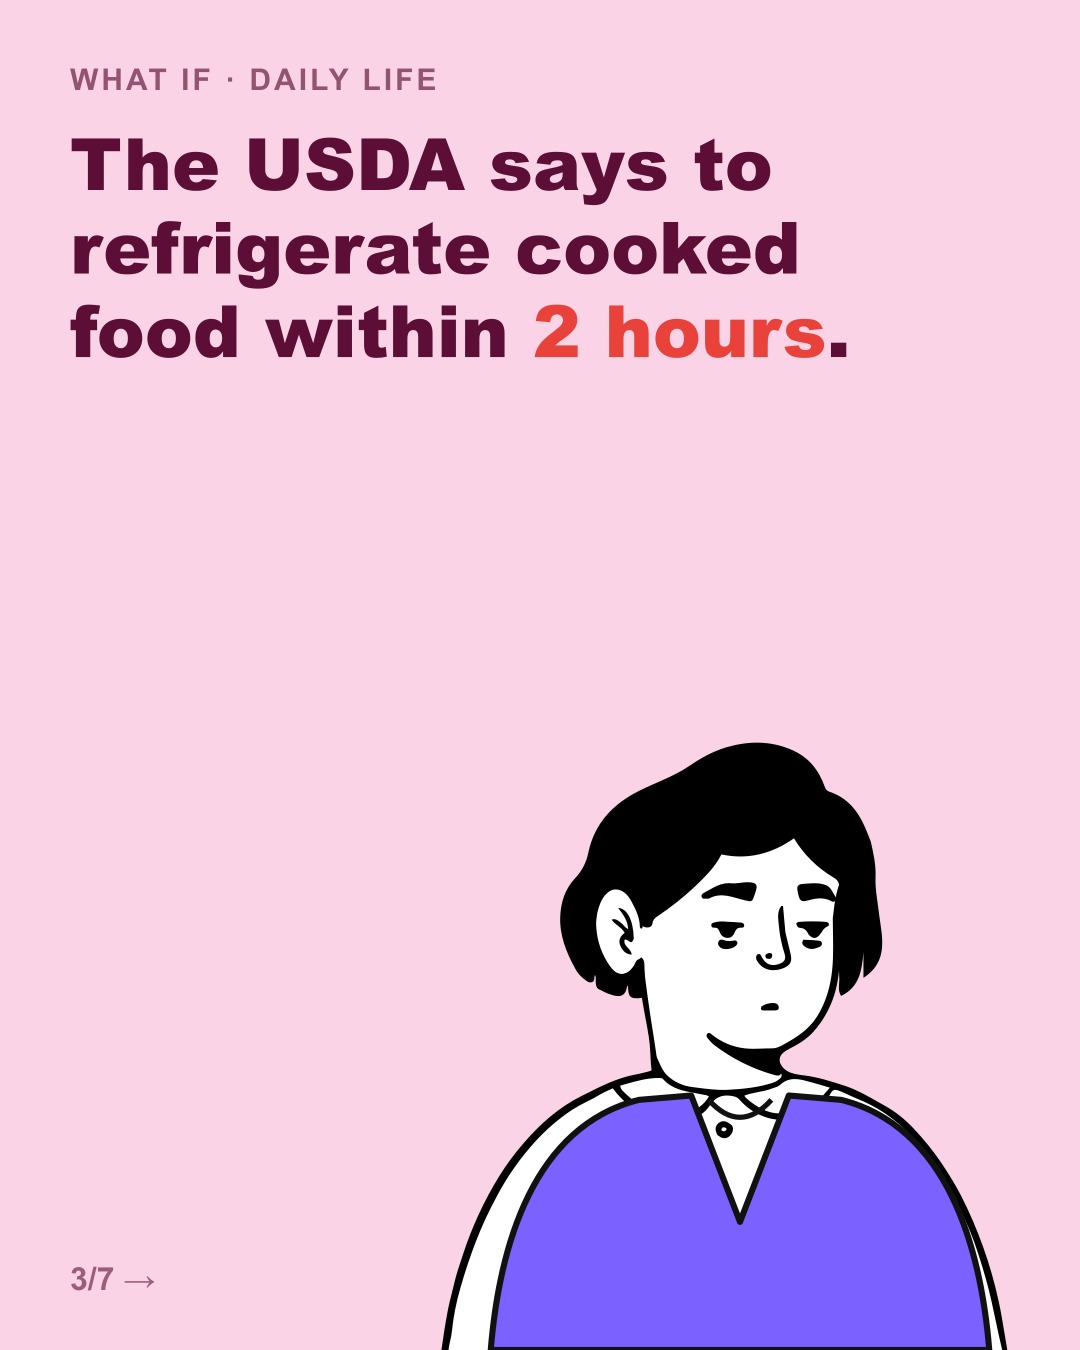 WHAT IF · DAILY LIFE
The USDA says to
refrigerate cooked
food within 2 hours.
3/7 →